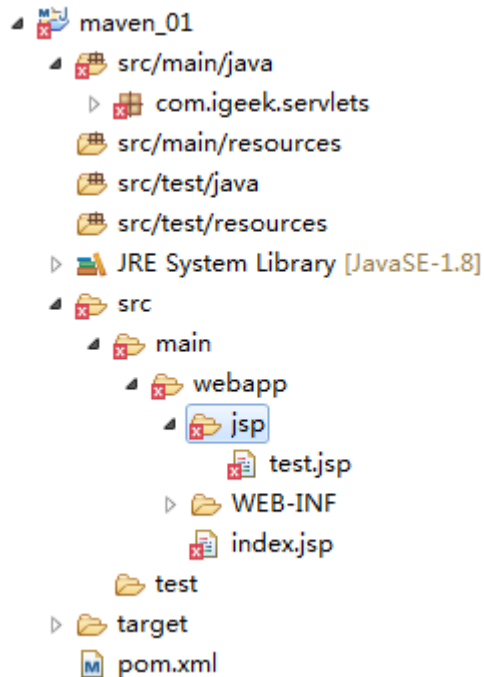 maven_01
src/main/java
com.igeek.servlets
src/main/resources
src/test/java
src/test/resources
JRE System Library [JavaSE-1.8]
src
main
webapp
jsp
test.jsp
WEB-INF
index.jsp
test
target
pom.xml